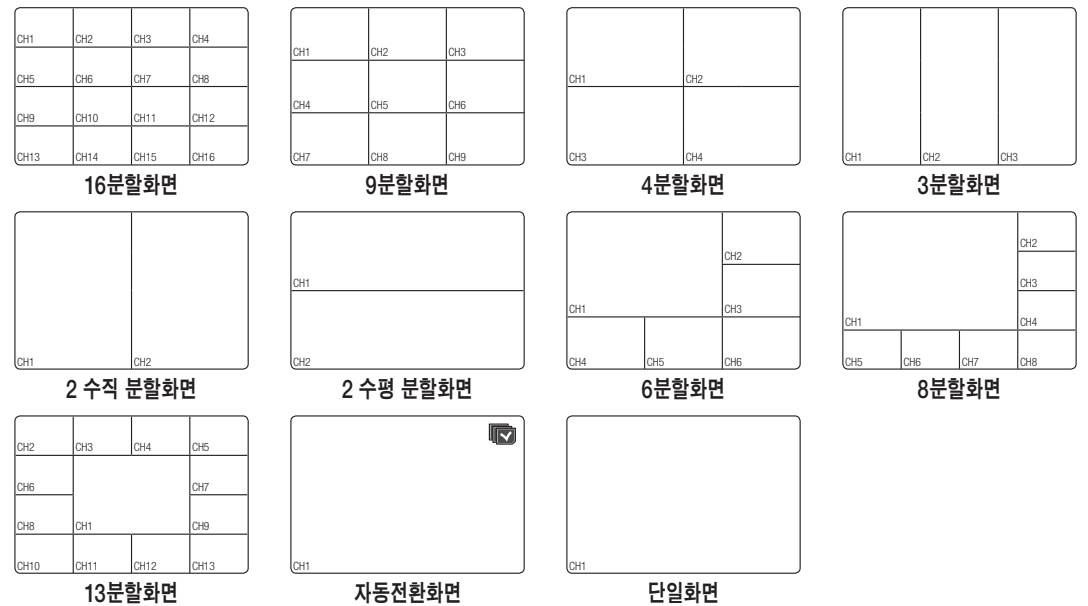 CH1 CH2 CH3 CH4
CH5 CH6 CH7 CH8
CH9 CH10 CH11 CH12
CH13 CH14 CH15 CH16
16분할화면
CH1 CH2 CH3
CH4 CH5 CH6
CH7 CH8 CH9
9분할화면
CH1 CH2
CH3 CH4
4분할화면
CH1 CH2 CH3
3분할화면
CH1 CH2
2 수직 분할화면
CH1
CH2
2 수평 분할화면
CH2
CH1 CH3
CH4 CH5 CH6
6분할화면
CH2
CH3
CH1 CH4
CH5 CH6 CH7 CH8
8분할화면
CH2 CH3 CH4 CH5
CH6 CH7
CH8 CH1 CH9
CH10 CH11 CH12 CH13
13분할화면
CH1
자동전환화면
CH1
단일화면